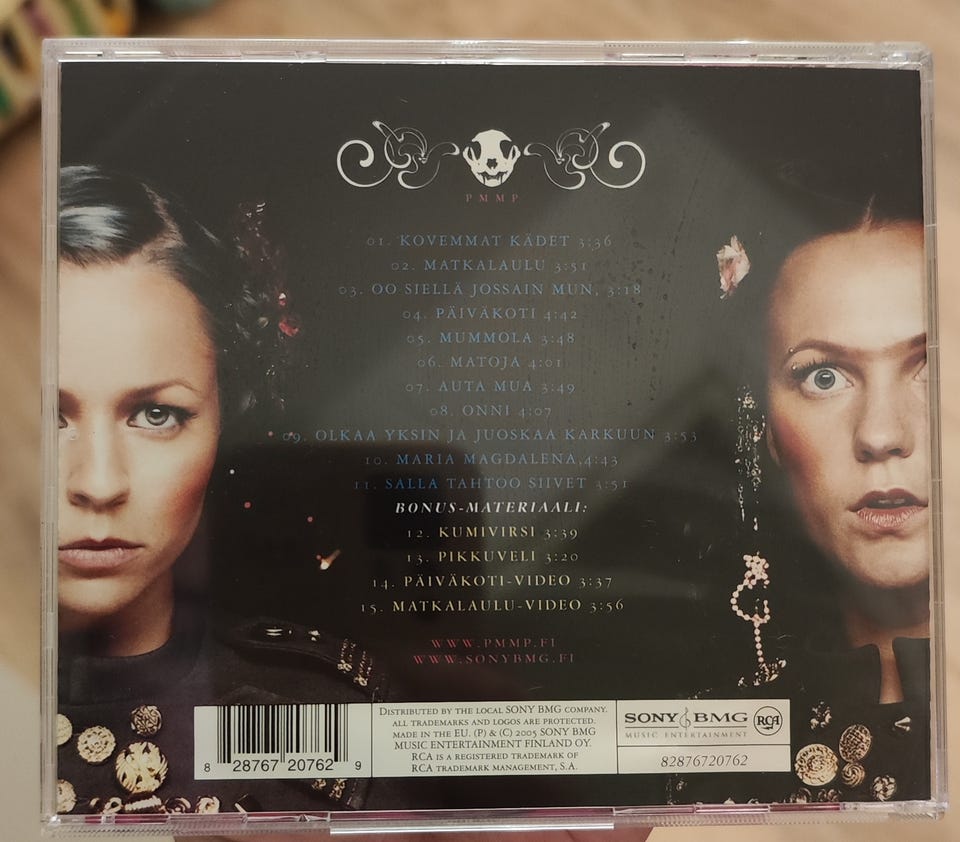 PMMP
01. KOVEMMAT KÄDET 3:36
02. MATKALAULU 3:51
03. OO SIELLÄ JOSSAIN MUN, 3:18
04. PÄIVÄKOTI 4:42
05. MUMMOLA 3:48
06. MATOJA 4:01
07. AUTA MUA 3:49
08. ONNI 4:07
09. OLKAA YKSIN JA JUOSKAA KARKUUN 3:53
10. MARIA MAGDALENA,4:43
11. SALLA TAHTOO SIIVET 3:51
BONUS-MATERIAALI:
12. KUMIVIRSI 3:39
13. PIKKUVELI 3:20
14. PÄIVÄKOTI-VIDEO 3:37
15. MATKALAULU-VIDEO 3:56
WWW.PMMP.FI
WWW.SONYBMG.FI
8 28767 20762 9
DISTRIBUTED BY THE LOCAL SONY BMG COMPANY.
ALL TRADEMARKS AND LOGOS ARE PROTECTED.
MADE IN THE EU. (P) & (C) 2005 SONY BMG
MUSIC ENTERTAINMENT FINLAND OY.
RCA IS A REGISTERED TRADEMARK OF
RCA TRADEMARK MANAGEMENT, S.A.
SONY BMG
MUSIC ENTERTAINMENT
RCA
82876720762